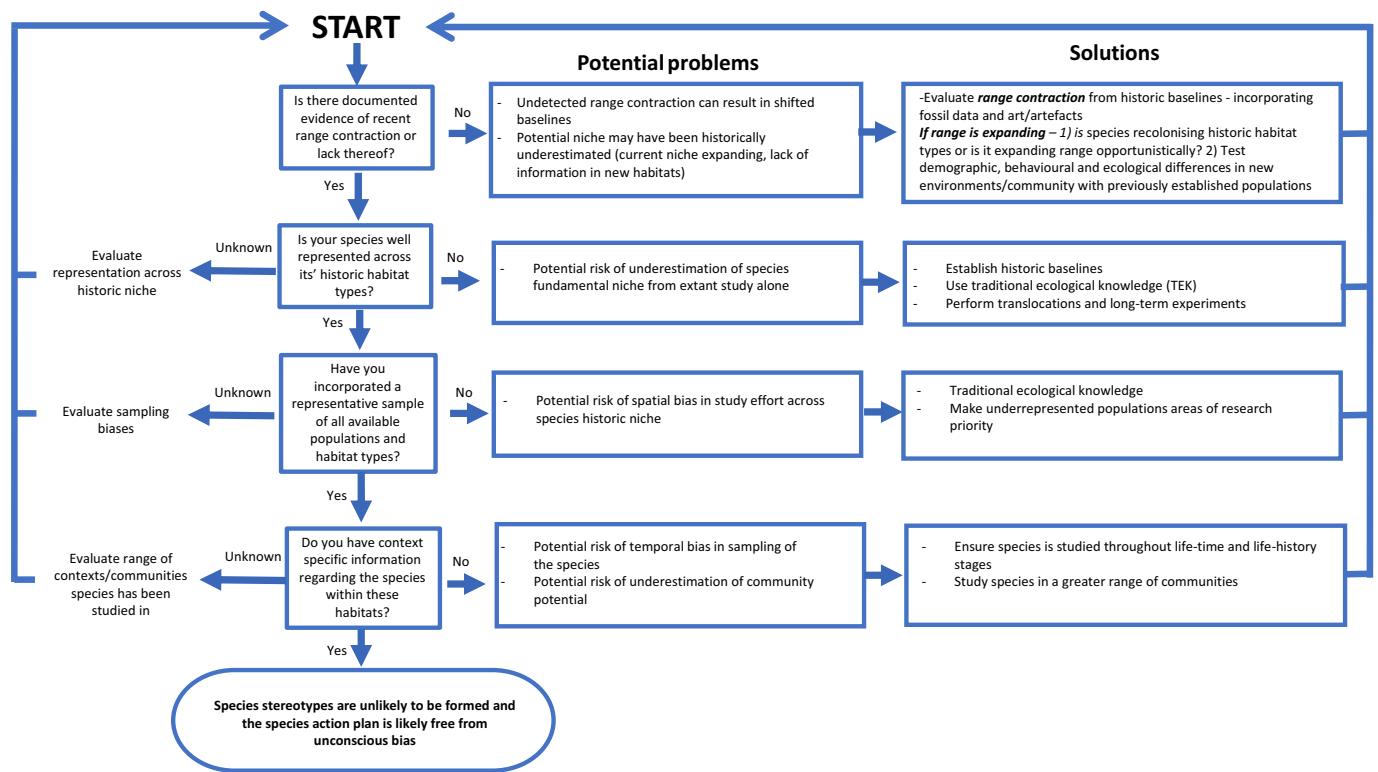 START
Potential problems
Solutions
Is there documented
evidence of recent
range contraction or
lack thereof?
No
- Undetected range contraction can result in shifted
baselines
- Potential niche may have been historically
underestimated (current niche expanding, lack of
information in new habitats)
-Evaluate range contraction from historic baselines - incorporating
fossil data and art/artefacts
If range is expanding – 1) is species recolonising historic habitat
types or is it expanding range opportunistically? 2) Test
demographic, behavioural and ecological differences in new
environments/community with previously established populations
Yes
Evaluate
representation across
historic niche
Unknown
Is your species well
represented across
its’ historic habitat
types?
No
- Potential risk of underestimation of species
fundamental niche from extant study alone
- Establish historic baselines
- Use traditional ecological knowledge (TEK)
- Perform translocations and long-term experiments
Yes
Evaluate sampling
biases
Unknown
Have you
incorporated a
representative sample
of all available
populations and
habitat types?
No
- Potential risk of spatial bias in study effort across
species historic niche
- Traditional ecological knowledge
- Make underrepresented populations areas of research
priority
Yes
Evaluate range of
contexts/communities
species has been
studied in
Unknown
Do you have context
specific information
regarding the species
within these
habitats?
No
- Potential risk of temporal bias in sampling of
the species
- Potential risk of underestimation of community
potential
- Ensure species is studied throughout life-time and life-history
stages
- Study species in a greater range of communities
Yes
Species stereotypes are unlikely to be formed and
the species action plan is likely free from
unconscious bias